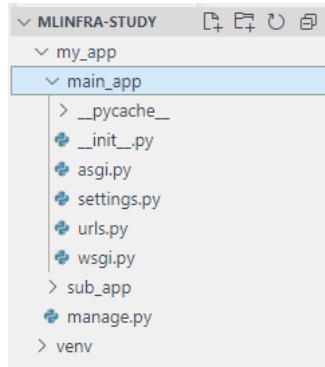 MLINFRA-STUDY
my_app
main_app
__pycache__
__init__.py
asgi.py
settings.py
urls.py
wsgi.py
sub_app
manage.py
venv